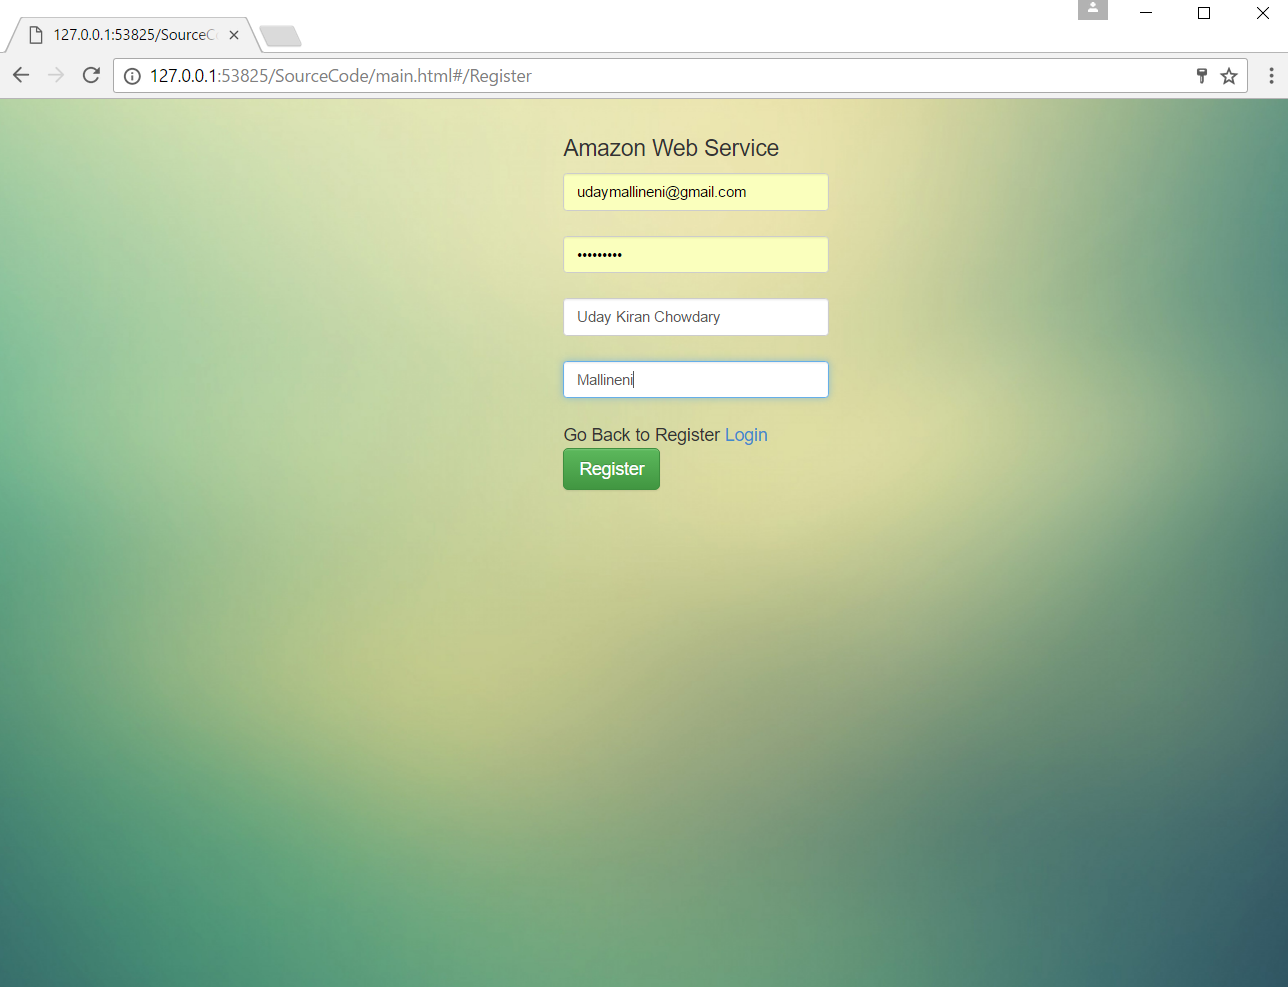 127.0.0.1:53825/SourceC
127.0.0.1:53825/SourceCode/main.html#/Register
Amazon Web Service
udaymallineni@gmail.com
•••••••••
Uday Kiran Chowdary
Mallineni
Go Back to Register Login
Register